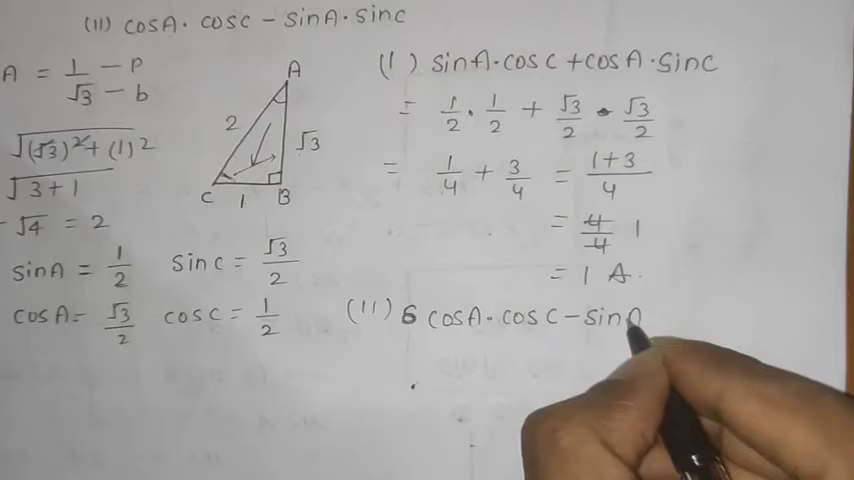 (II) cosA · cosC − sinA · sinC
A = 1/√3 − p − b
√(√3)² + (1)²
√3 + 1
√4 = 2
sinA = 1/2 sinC = √3/2
cosA = √3/2 cosC = 1/2
A
2
√3
C 1 B
(I) sinA · cosC + cosA · sinC
= 1/2 · 1/2 + √3/2 · √3/2
= 1/4 + 3/4 = 1+3/4
= 4/4 1
= 1 A.
(II) 6 cosA · cosC − sinA